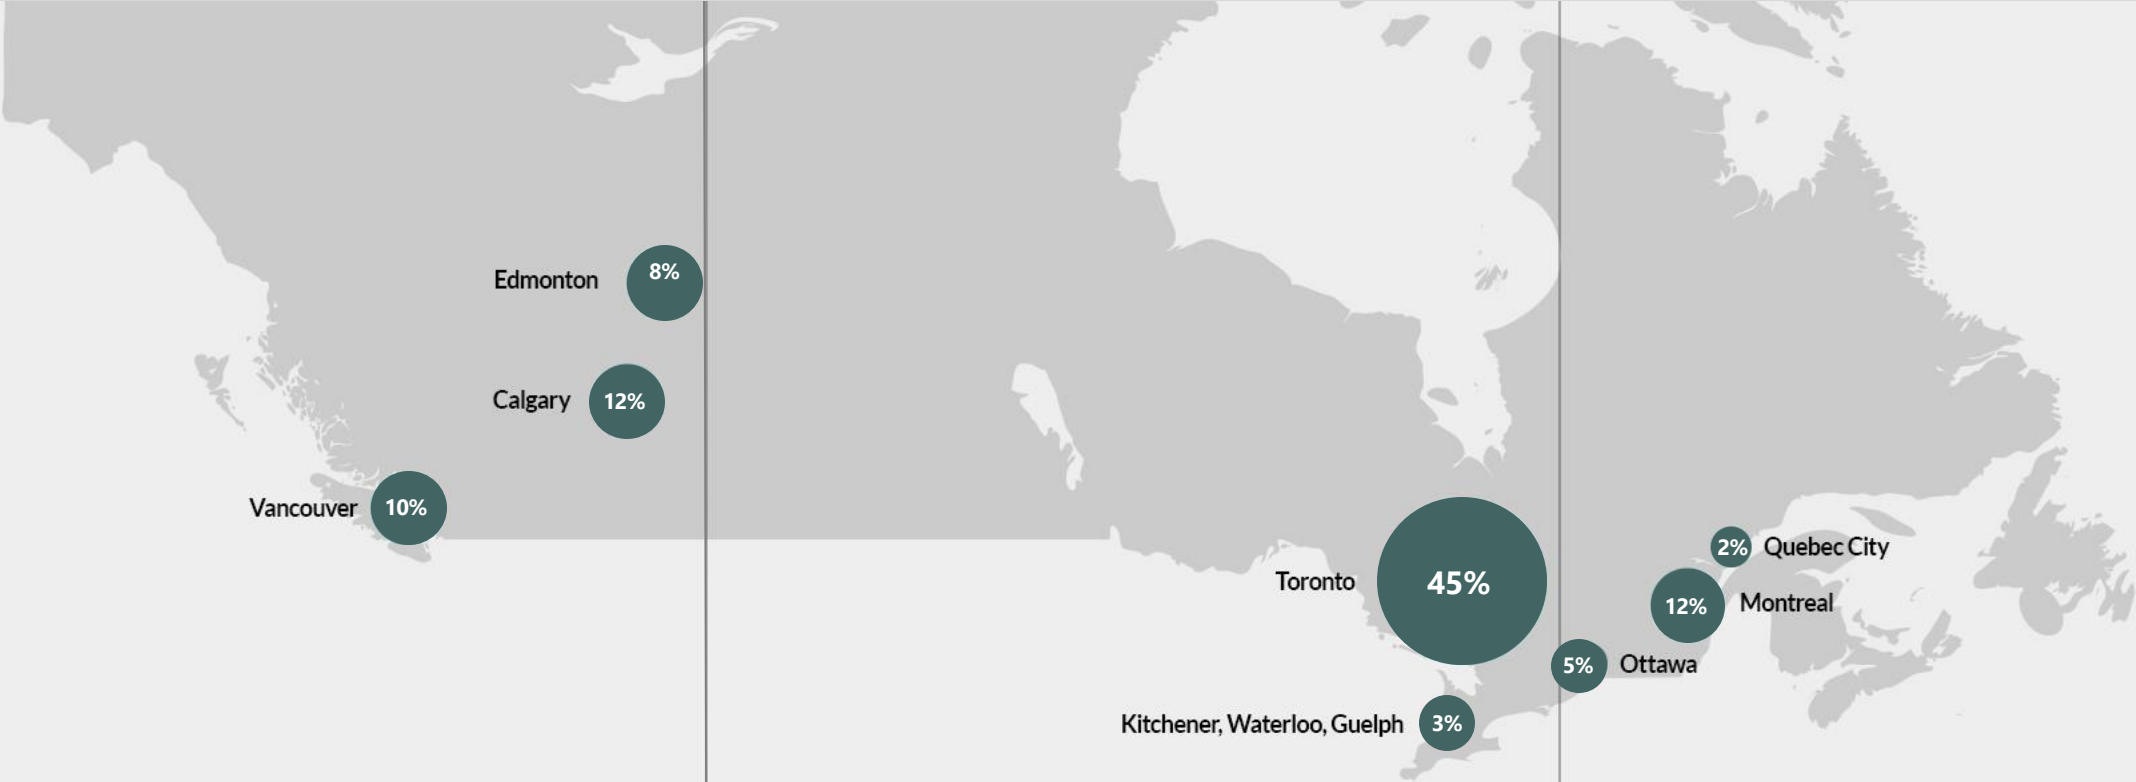 Edmonton 8%
Calgary 12%
Vancouver 10%
Toronto 45%
2% Quebec City
12% Montreal
5% Ottawa
Kitchener, Waterloo, Guelph 3%